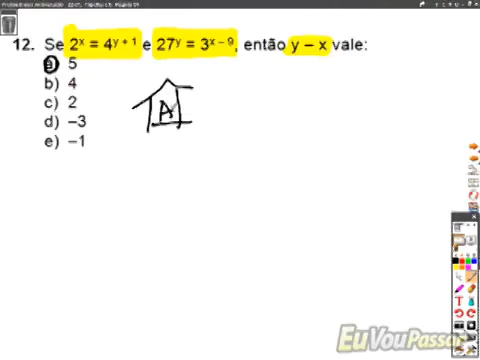 12. Se 2ˣ = 4ʸ⁺¹ e 27ʸ = 3ˣ⁻⁹, então y – x vale:
a) 5
b) 4
c) 2
d) –3
e) –1
A
EuVouPassar